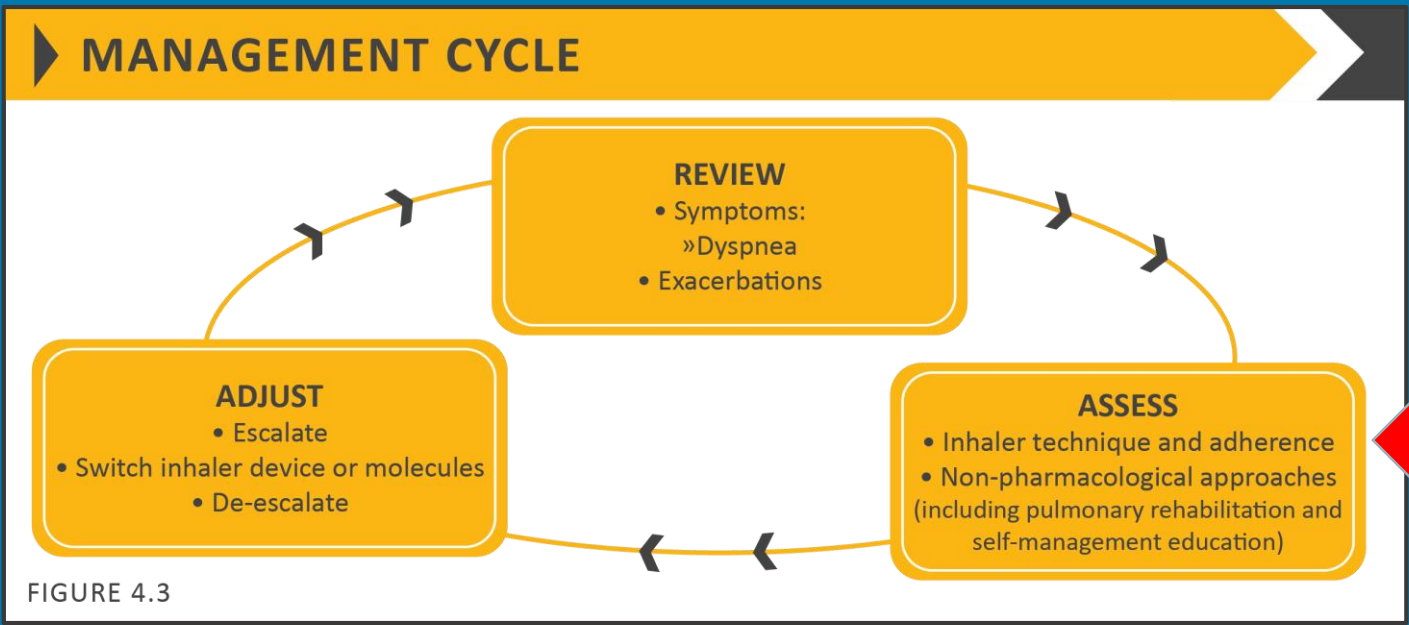 MANAGEMENT CYCLE
REVIEW
• Symptoms:
»Dyspnea
• Exacerbations
ADJUST
• Escalate
• Switch inhaler device or molecules
• De-escalate
ASSESS
• Inhaler technique and adherence
• Non-pharmacological approaches
(including pulmonary rehabilitation and
self-management education)
FIGURE 4.3